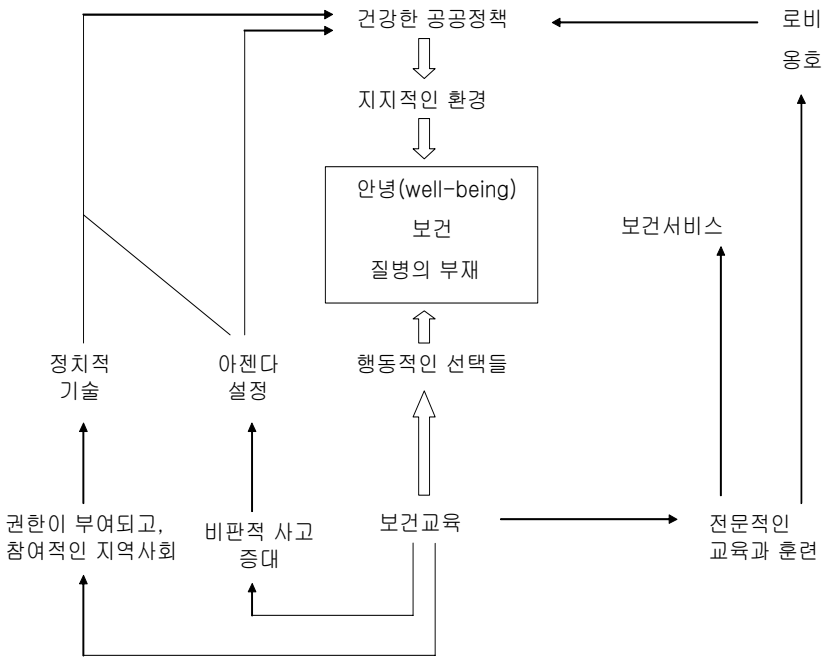 건강한 공공정책
로비
옹호
지지적인 환경
안녕(well-being)
보건
질병의 부재
보건서비스
정치적
기술
아젠다
설정
행동적인 선택들
권한이 부여되고,
참여적인 지역사회
비판적 사고
증대
보건교육
전문적인
교육과 훈련